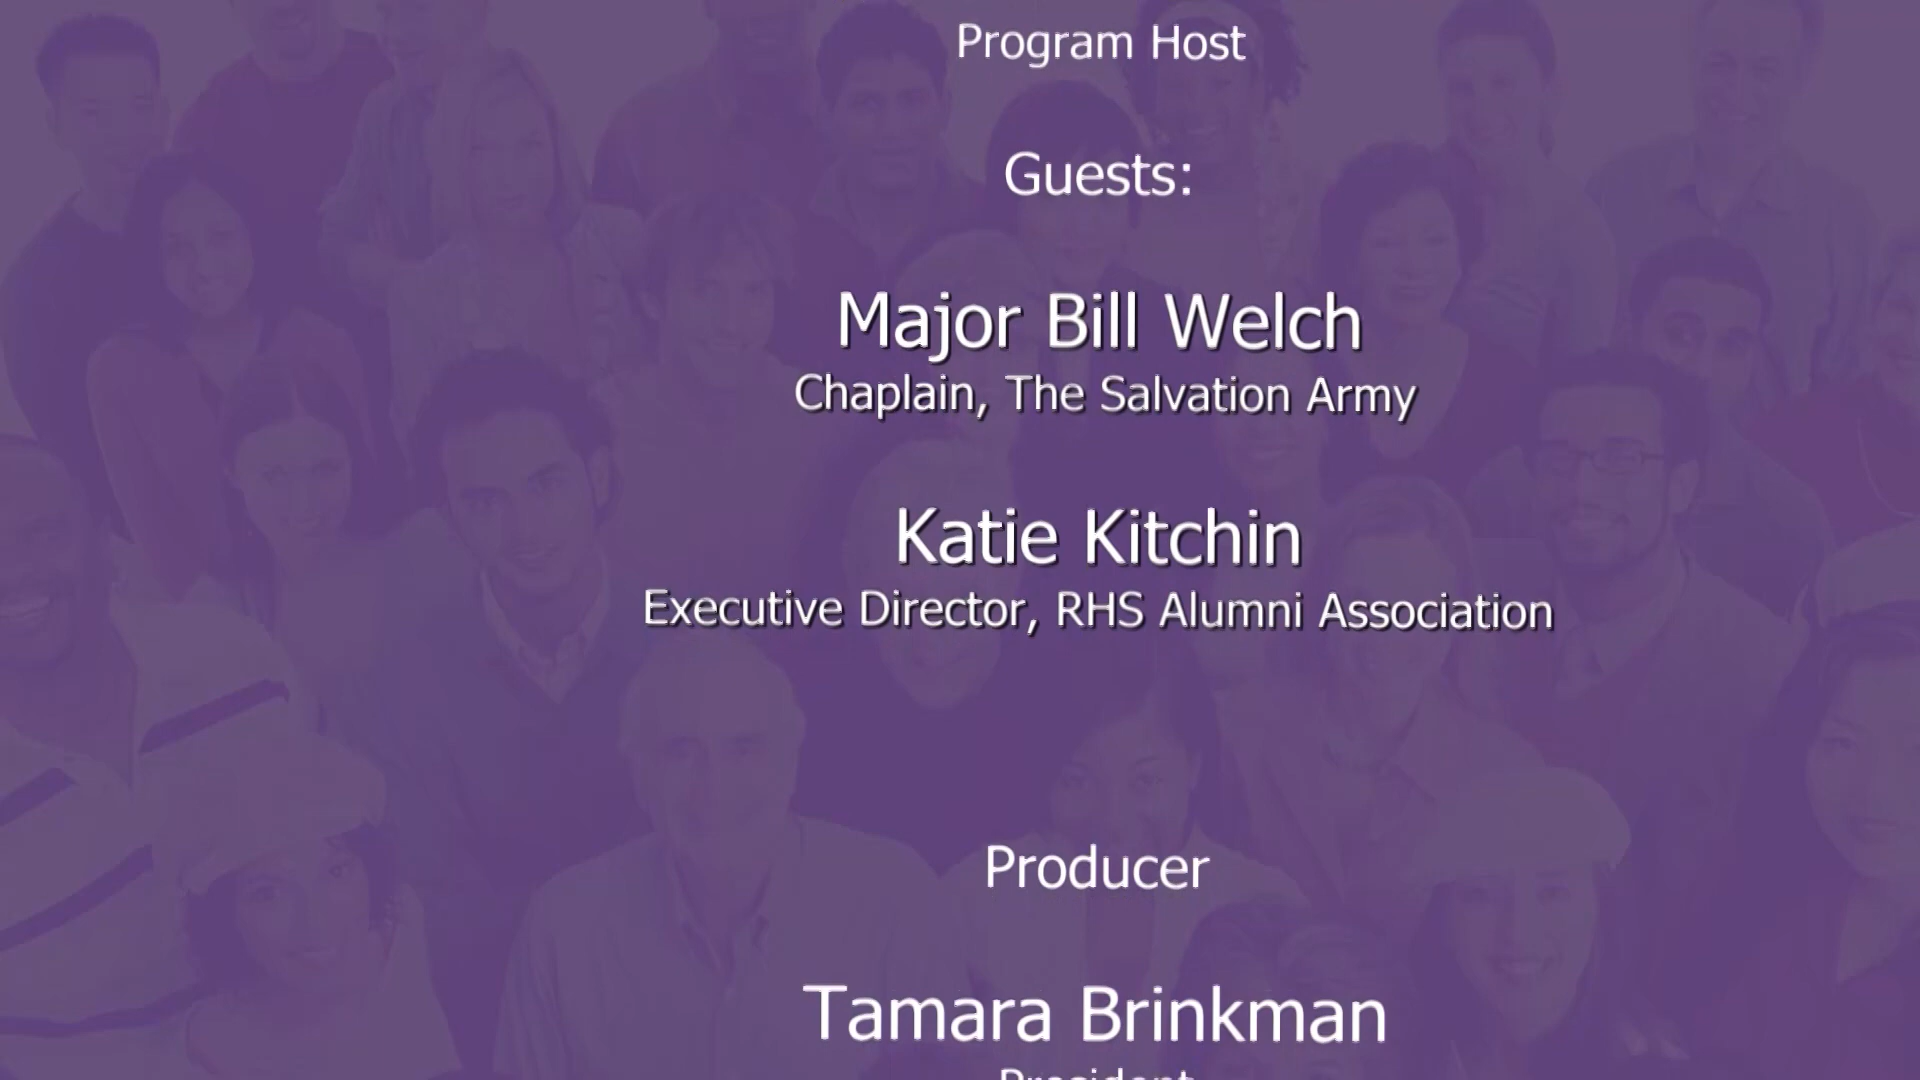 Program Host
Guests:
Major Bill Welch
Chaplain, The Salvation Army
Katie Kitchin
Executive Director, RHS Alumni Association
Producer
Tamara Brinkman
President